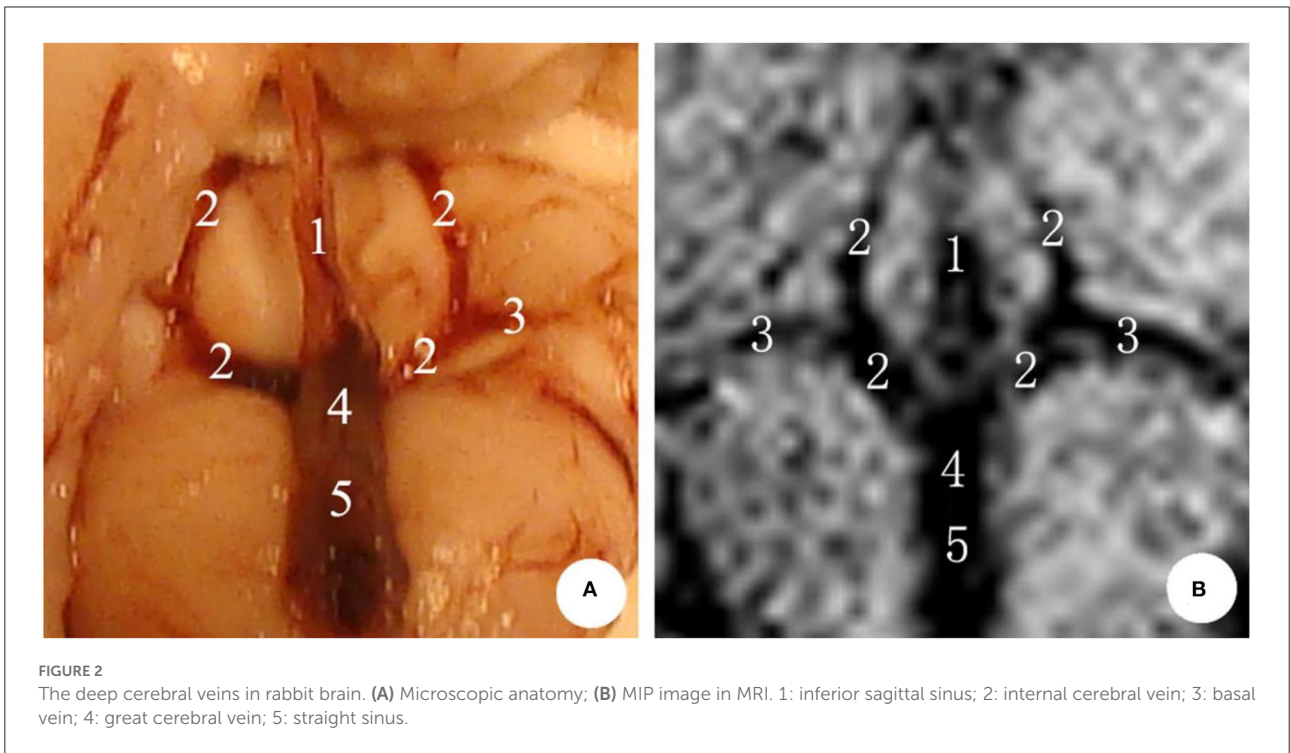 2 2
1
3
2 2
4
5
A
2 1 2
3 3
2 2
4
5
B
FIGURE 2
The deep cerebral veins in rabbit brain. (A) Microscopic anatomy; (B) MIP image in MRI. 1: inferior sagittal sinus; 2: internal cerebral vein; 3: basal
vein; 4: great cerebral vein; 5: straight sinus.